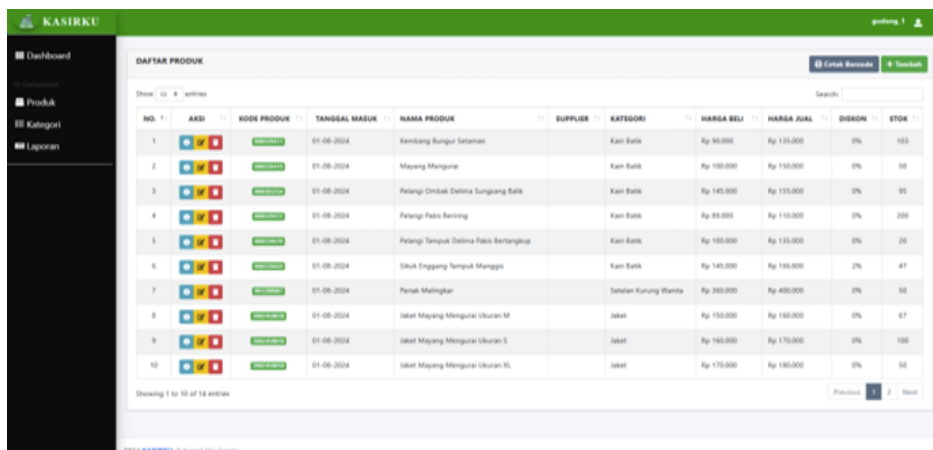 KASIRKU
gudang_1
Dashboard
Produk
Kategori
Laporan
DAFTAR PRODUK
Cetak Barcode
+ Tambah
Show 10 entries
Search:
NO. AKSI KODE PRODUK TANGGAL MASUK NAMA PRODUK SUPPLIER KATEGORI HARGA BELI HARGA JUAL DISKON STOK
1 01-08-2024 Kembang Bungur Setaman Kain Batik Rp 90.000 Rp 135.000 0% 103
2 01-08-2024 Mayang Mangurai Kain Batik Rp 100.000 Rp 150.000 0% 50
3 01-08-2024 Pelangi Ombak Delima Sungsang Balik Kain Batik Rp 145.000 Rp 155.000 0% 95
4 01-08-2024 Pelangi Pakis Beriring Kain Batik Rp 89.000 Rp 110.000 0% 200
5 01-08-2024 Pelangi Tampuk Delima Pakis Bertangkup Kain Batik Rp 100.000 Rp 135.000 0% 20
6 01-08-2024 Sikuk Enggang Tampuk Manggis Kain Batik Rp 145.000 Rp 166.600 2% 47
7 01-08-2024 Periak Melingkar Setelan Kurung Wanita Rp 360.000 Rp 400.000 0% 50
8 01-08-2024 Jaket Mayang Mengurai Ukuran M Jaket Rp 150.000 Rp 160.000 0% 67
9 01-08-2024 Jaket Mayang Mengurai Ukuran S Jaket Rp 160.000 Rp 170.000 0% 100
10 01-08-2024 Jaket Mayang Mengurai Ukuran XL Jaket Rp 170.000 Rp 180.000 0% 50
Showing 1 to 10 of 14 entries
Previous 1 2 Next
KASIRKU